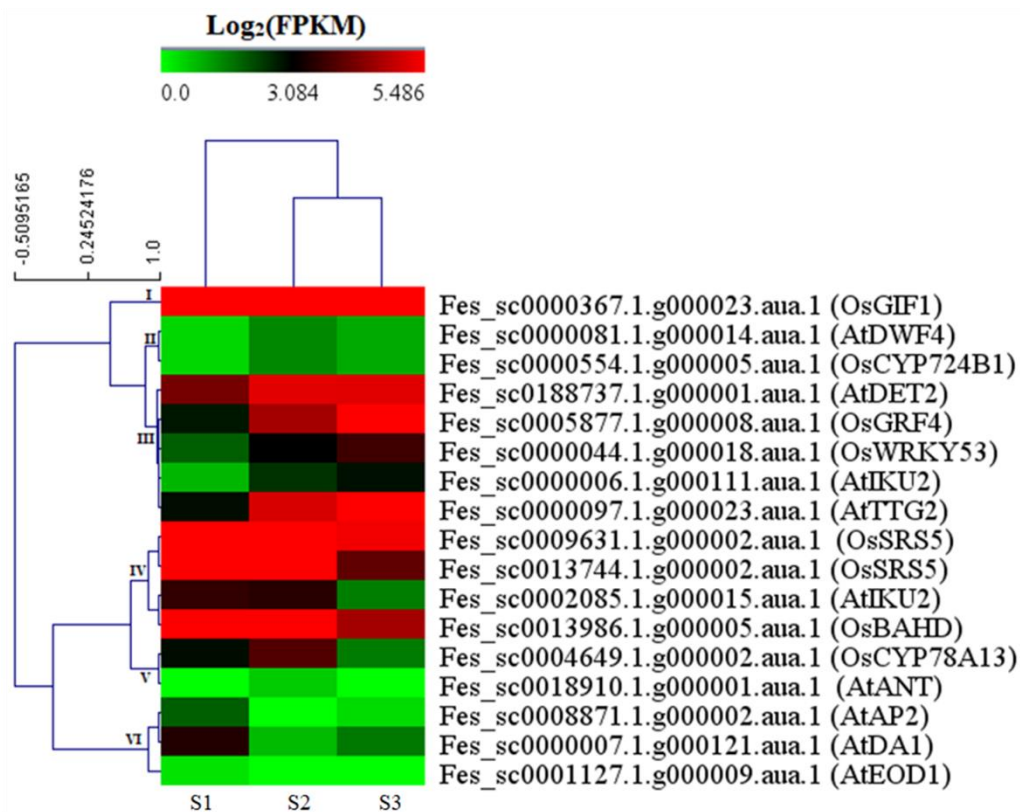 Log₂(FPKM)
0.0 3.084 5.486
-0.5095165
0.24524176
1.0
I
II
III
IV
V
VI
Fes_sc0000367.1.g000023.aua.1 (OsGIF1)
Fes_sc0000081.1.g000014.aua.1 (AtDWF4)
Fes_sc0000554.1.g000005.aua.1 (OsCYP724B1)
Fes_sc0188737.1.g000001.aua.1 (AtDET2)
Fes_sc0005877.1.g000008.aua.1 (OsGRF4)
Fes_sc0000044.1.g000018.aua.1 (OsWRKY53)
Fes_sc0000006.1.g000111.aua.1 (AtIKU2)
Fes_sc0000097.1.g000023.aua.1 (AtTTG2)
Fes_sc0009631.1.g000002.aua.1 (OsSRS5)
Fes_sc0013744.1.g000002.aua.1 (OsSRS5)
Fes_sc0002085.1.g000015.aua.1 (AtIKU2)
Fes_sc0013986.1.g000005.aua.1 (OsBAHD)
Fes_sc0004649.1.g000002.aua.1 (OsCYP78A13)
Fes_sc0018910.1.g000001.aua.1 (AtANT)
Fes_sc0008871.1.g000002.aua.1 (AtAP2)
Fes_sc0000007.1.g000121.aua.1 (AtDA1)
Fes_sc0001127.1.g000009.aua.1 (AtEOD1)
S1 S2 S3